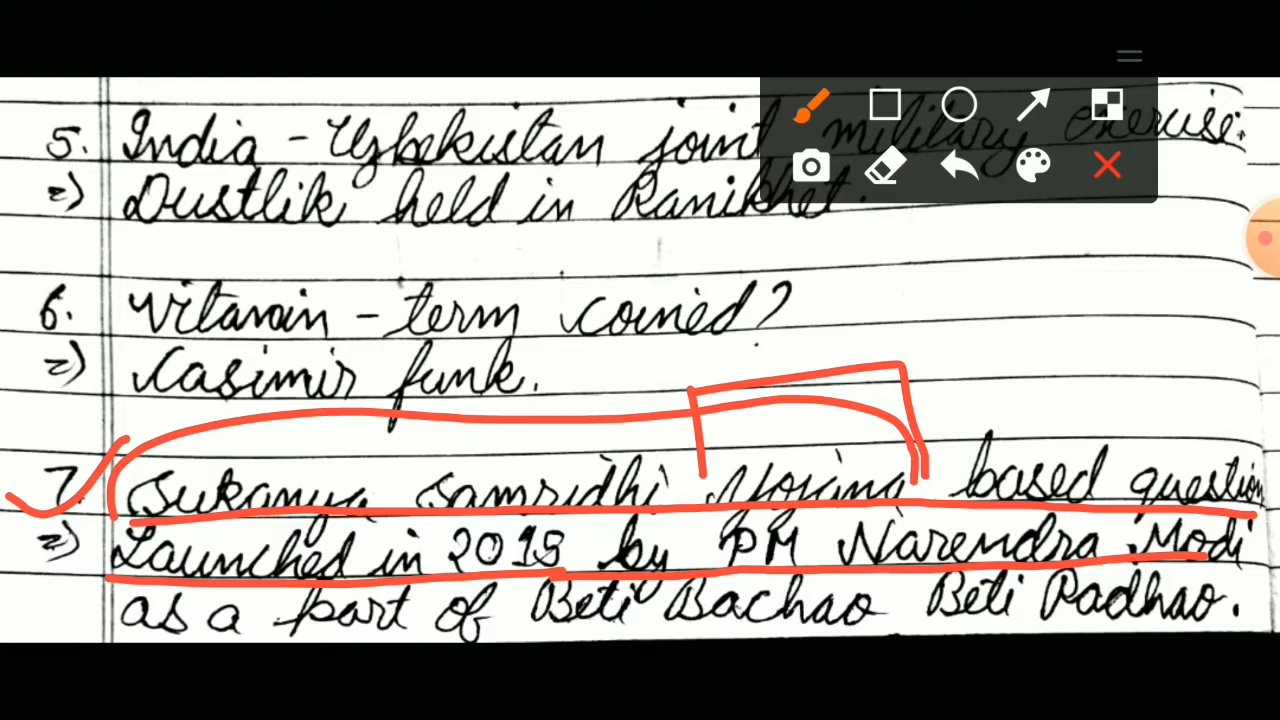 5. India - Uzbekistan joint military exercise.
=) Dustlik held in Ranikhet.
6. Vitamin - term coined?
=) Casimir funk.
7. Sukanya Samridhi Yojana based question
=) Launched in 2015 by PM Narendra Modi
as a part of Beti Bachao Beti Padhao.